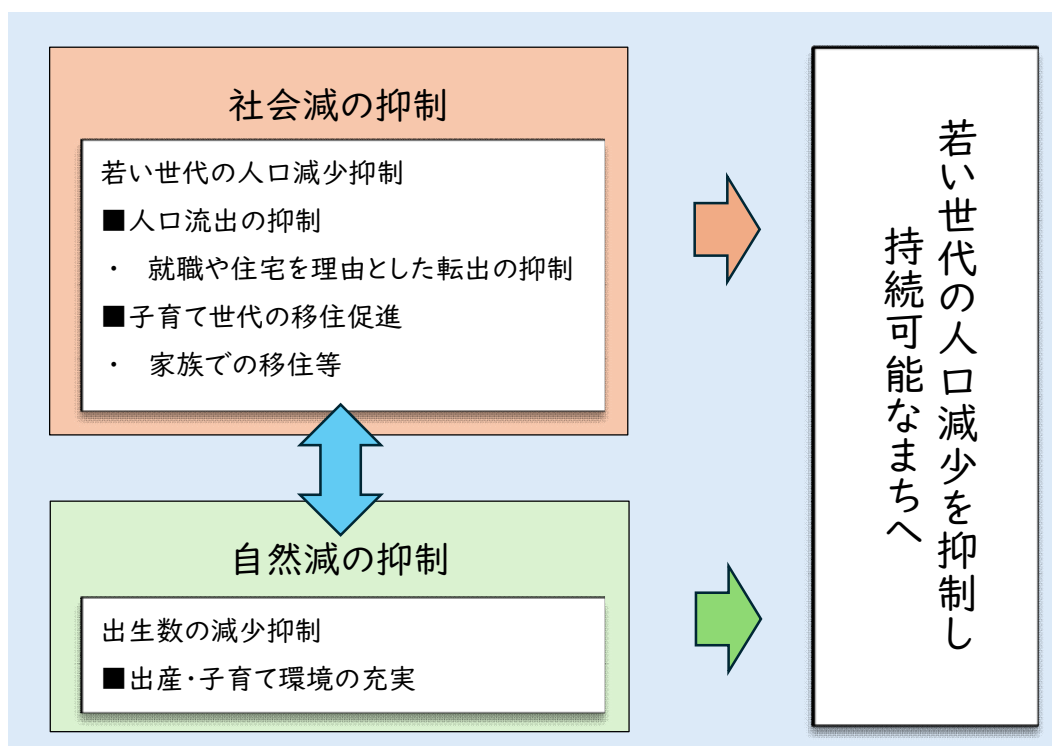 社会減の抑制
若い世代の人口減少抑制
■人口流出の抑制
・ 就職や住宅を理由とした転出の抑制
■子育て世代の移住促進
・ 家族での移住等
自然減の抑制
出生数の減少抑制
■出産・子育て環境の充実
若い世代の人口減少を抑制し
持続可能なまちへ